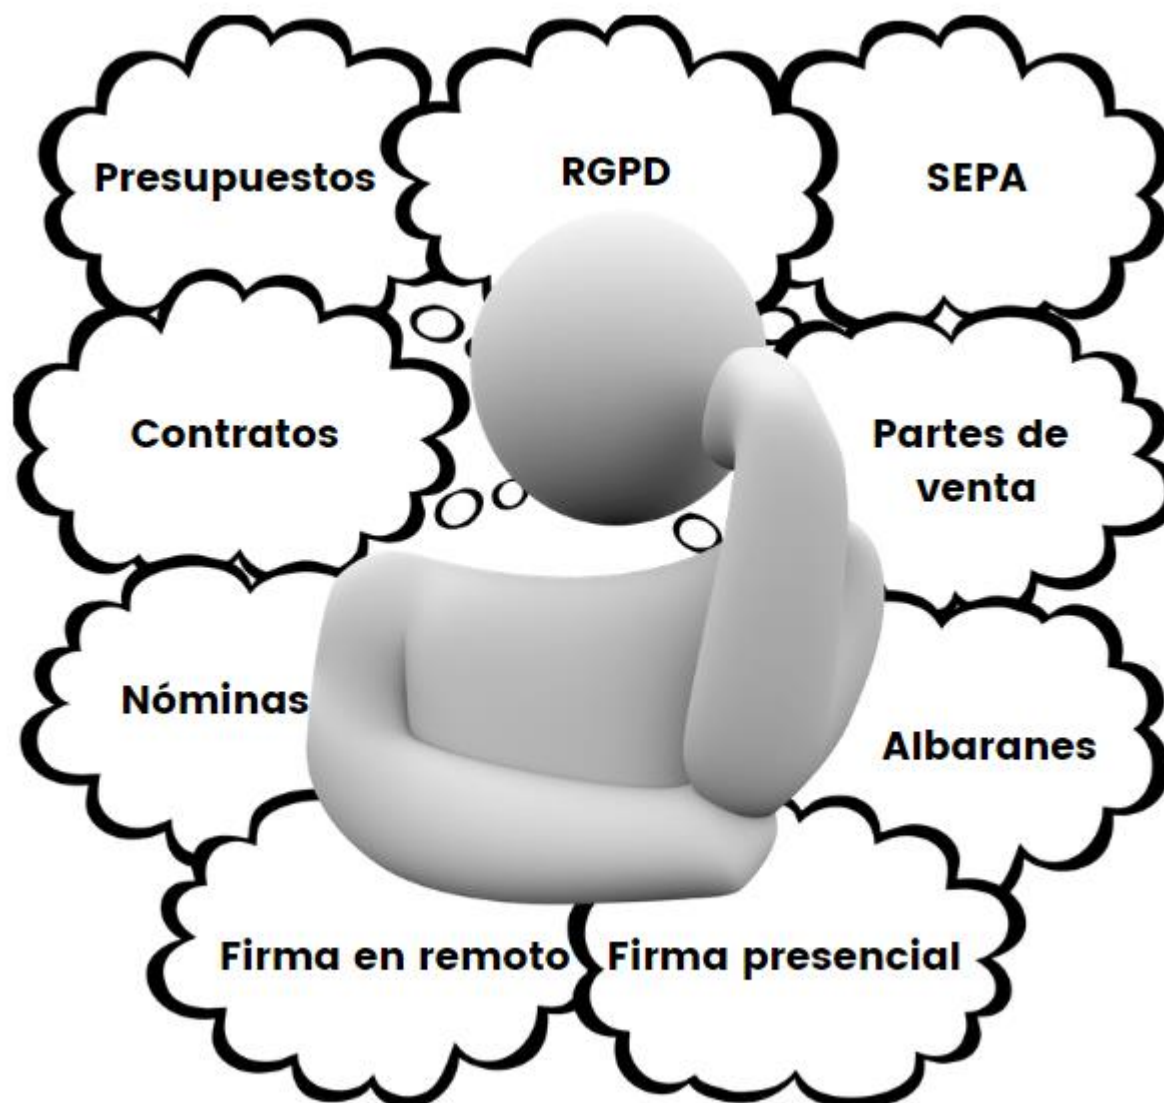 Presupuestos
RGPD
SEPA
Contratos
Partes de
venta
Nóminas
Albaranes
Firma en remoto
Firma presencial